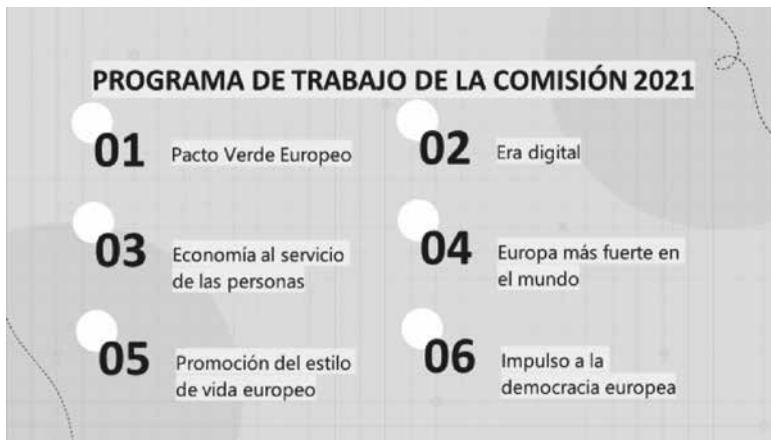 PROGRAMA DE TRABAJO DE LA COMISIÓN 2021
01
Pacto Verde Europeo
02
Era digital
03
Economía al servicio
de las personas
04
Europa más fuerte en
el mundo
05
Promoción del estilo
de vida europeo
06
Impulso a la
democracia europea